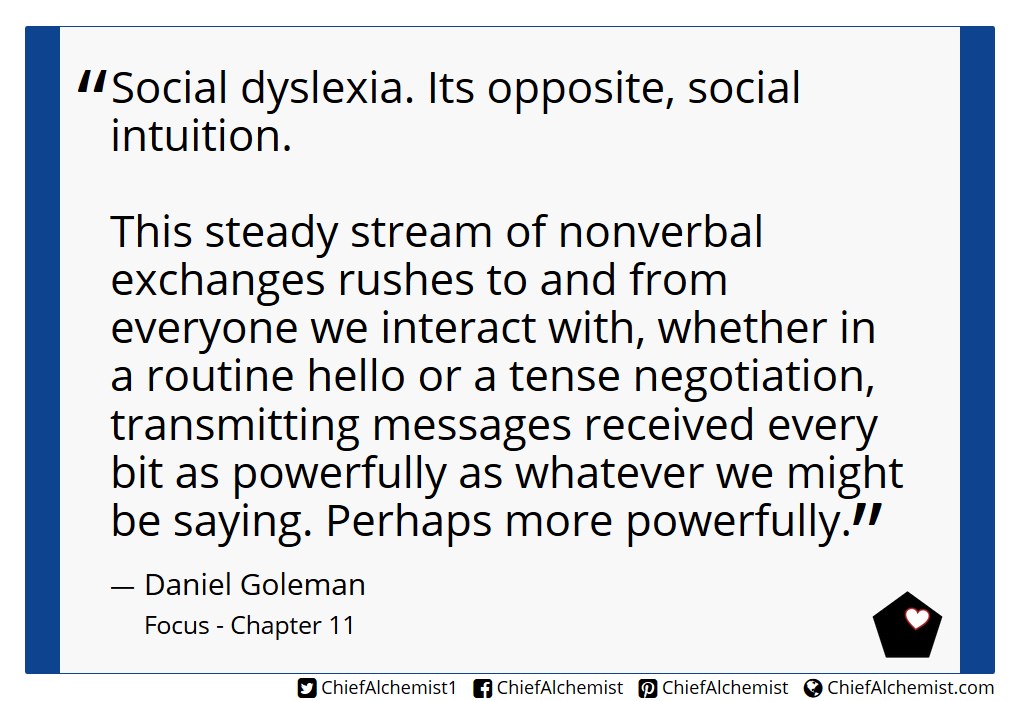 “Social dyslexia. Its opposite, social
intuition.
This steady stream of nonverbal
exchanges rushes to and from
everyone we interact with, whether in
a routine hello or a tense negotiation,
transmitting messages received every
bit as powerfully as whatever we might
be saying. Perhaps more powerfully.”
— Daniel Goleman
Focus - Chapter 11
ChiefAlchemist1 ChiefAlchemist ChiefAlchemist ChiefAlchemist.com